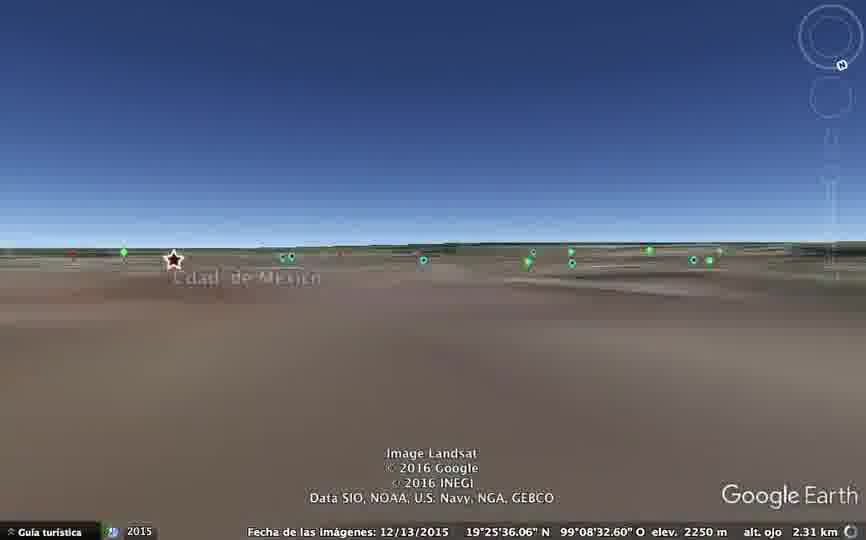 N
Cdad. de México
Image Landsat
© 2016 Google
© 2016 INEGI
Data SIO, NOAA, U.S. Navy, NGA, GEBCO
Google Earth
Guía turística
2015
Fecha de las imágenes: 12/13/2015 19°25'36.06" N 99°08'32.60" O elev. 2250 m alt. ojo 2.31 km